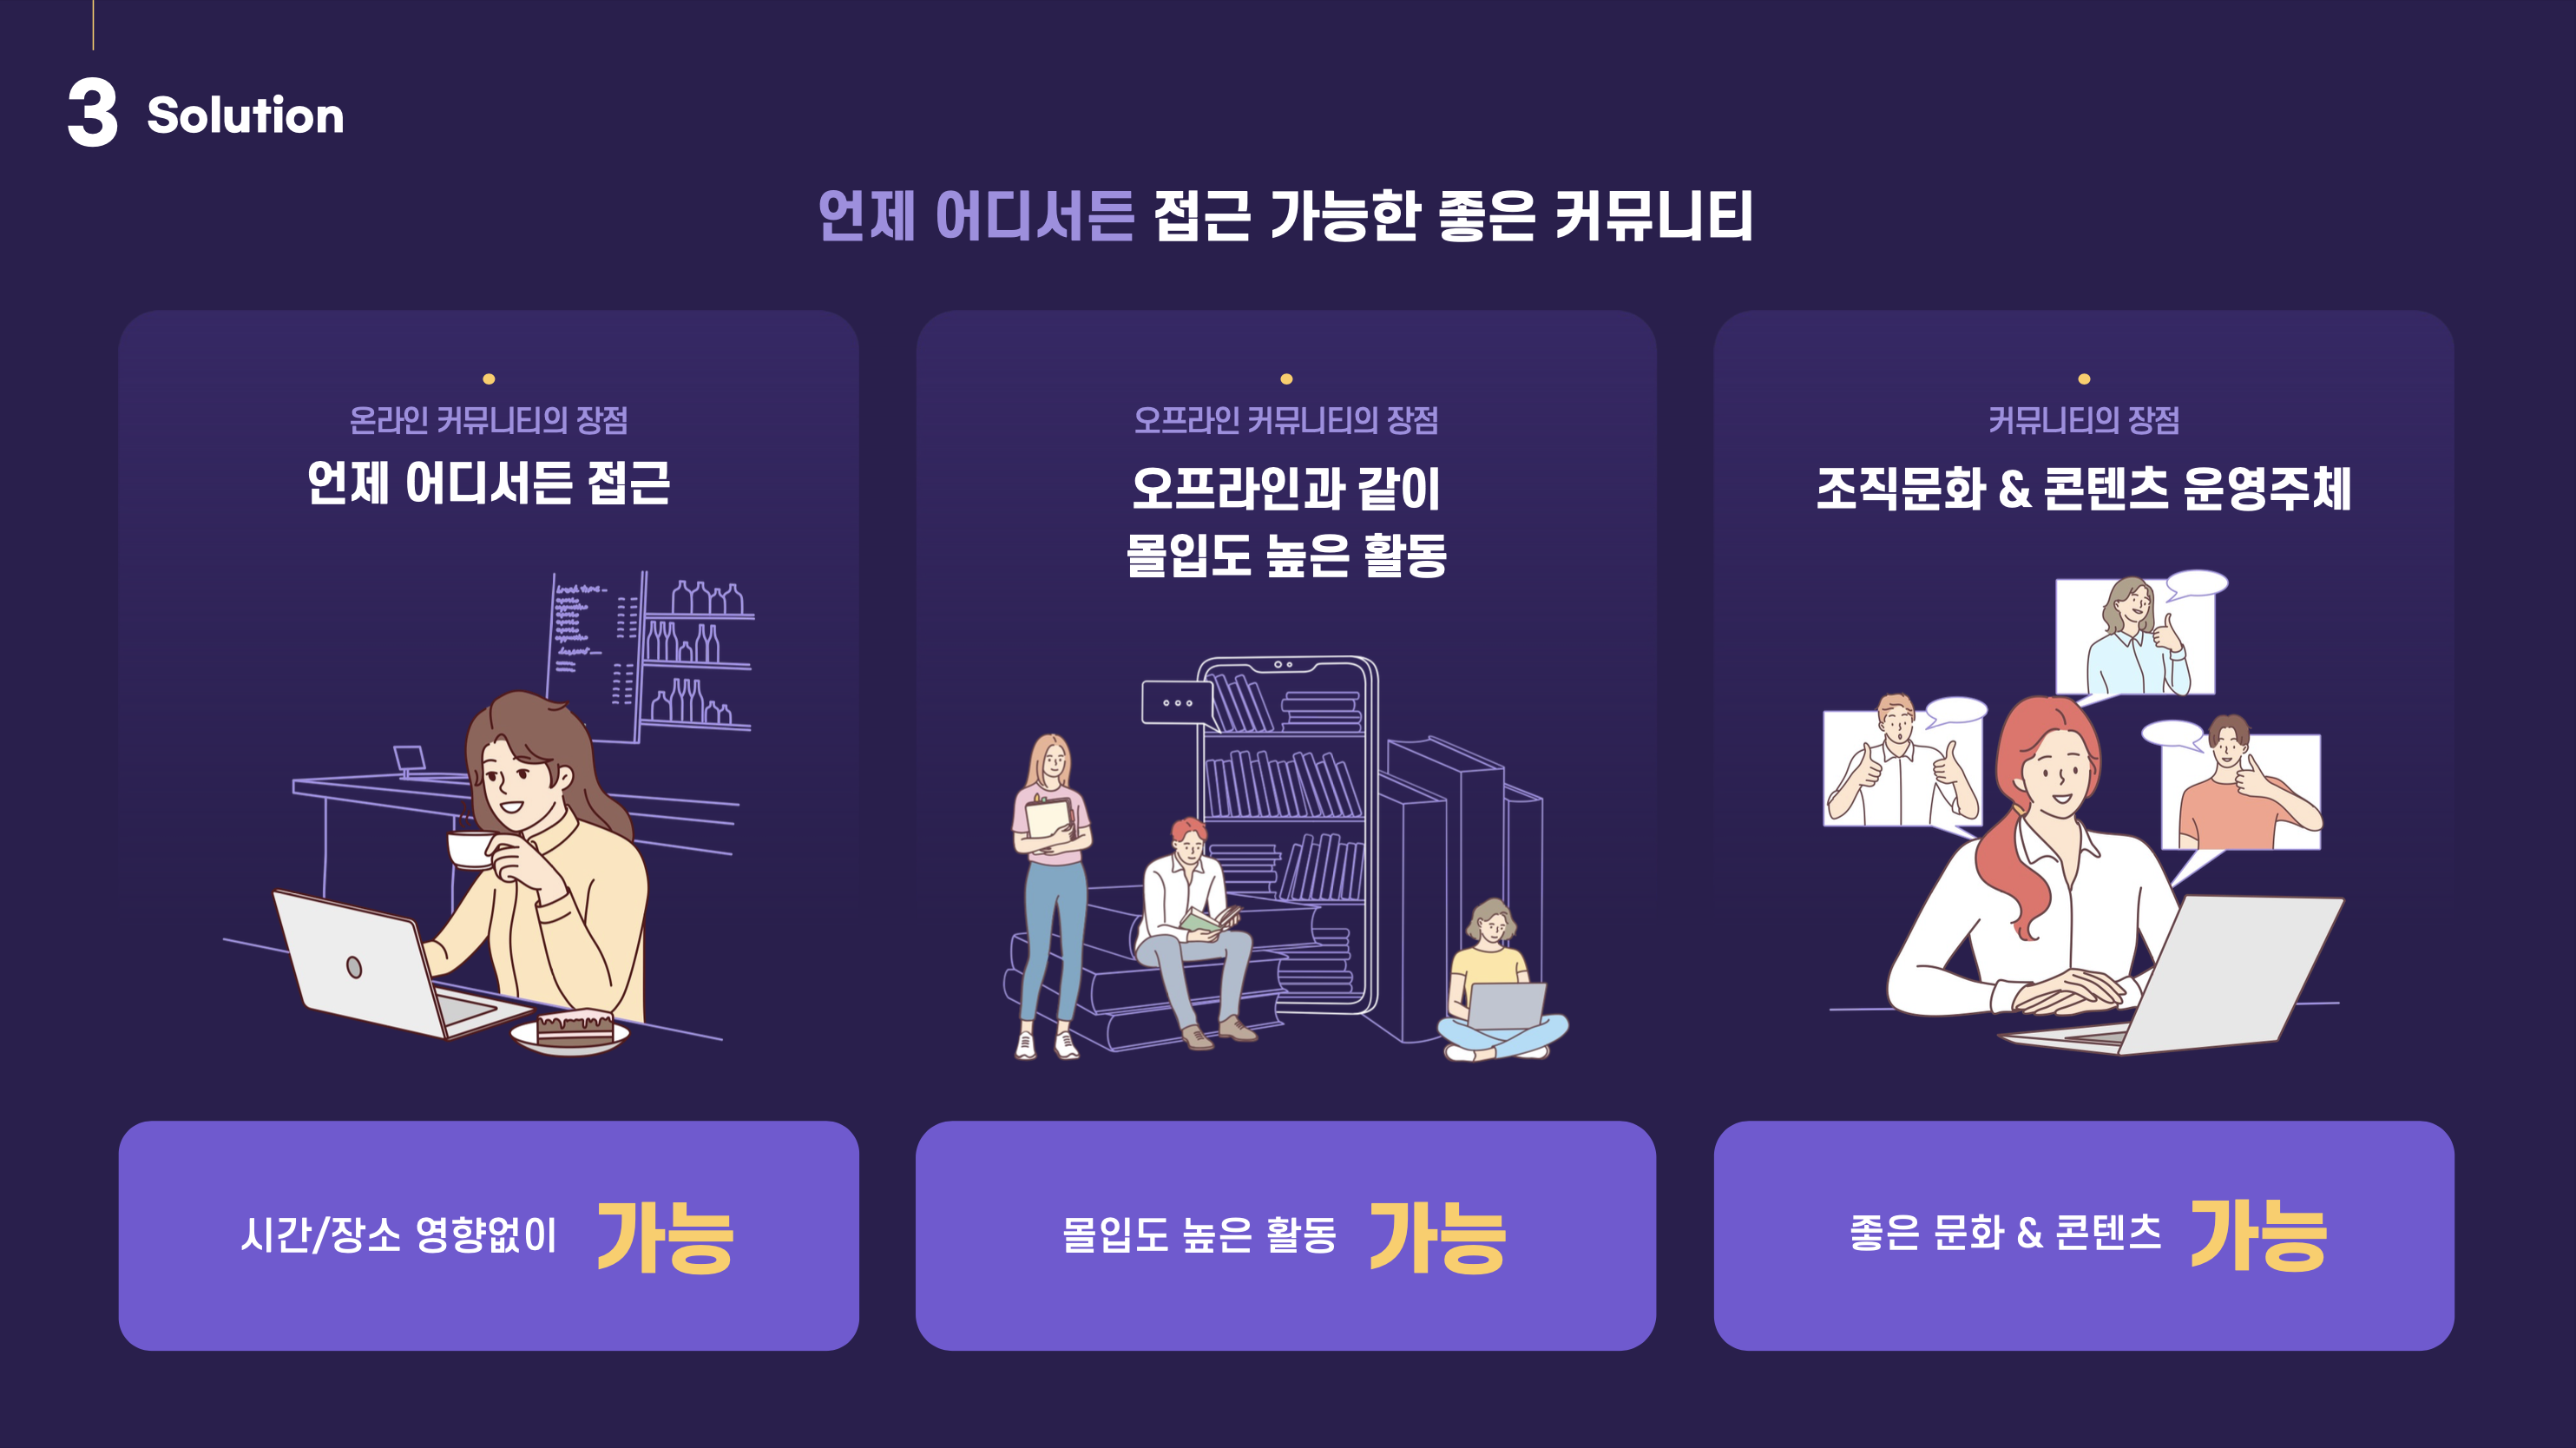 3 Solution
언제 어디서든 접근 가능한 좋은 커뮤니티
온라인 커뮤니티의 장점
언제 어디서든 접근
오프라인 커뮤니티의 장점
오프라인과 같이
몰입도 높은 활동
커뮤니티의 장점
조직문화 & 콘텐츠 운영주체
시간/장소 영향없이 가능
몰입도 높은 활동 가능
좋은 문화 & 콘텐츠 가능